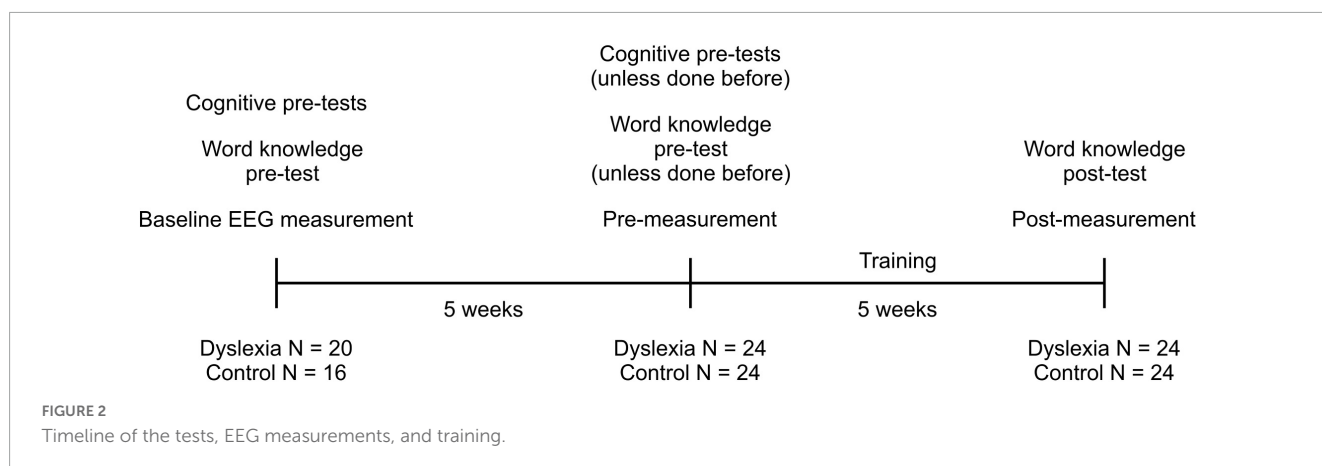 Cognitive pre-tests
Word knowledge
pre-test
Baseline EEG measurement
Cognitive pre-tests
(unless done before)
Word knowledge
pre-test
(unless done before)
Pre-measurement
Word knowledge
post-test
Post-measurement
Training
5 weeks
5 weeks
Dyslexia N = 20
Control N = 16
Dyslexia N = 24
Control N = 24
Dyslexia N = 24
Control N = 24
FIGURE 2
Timeline of the tests, EEG measurements, and training.